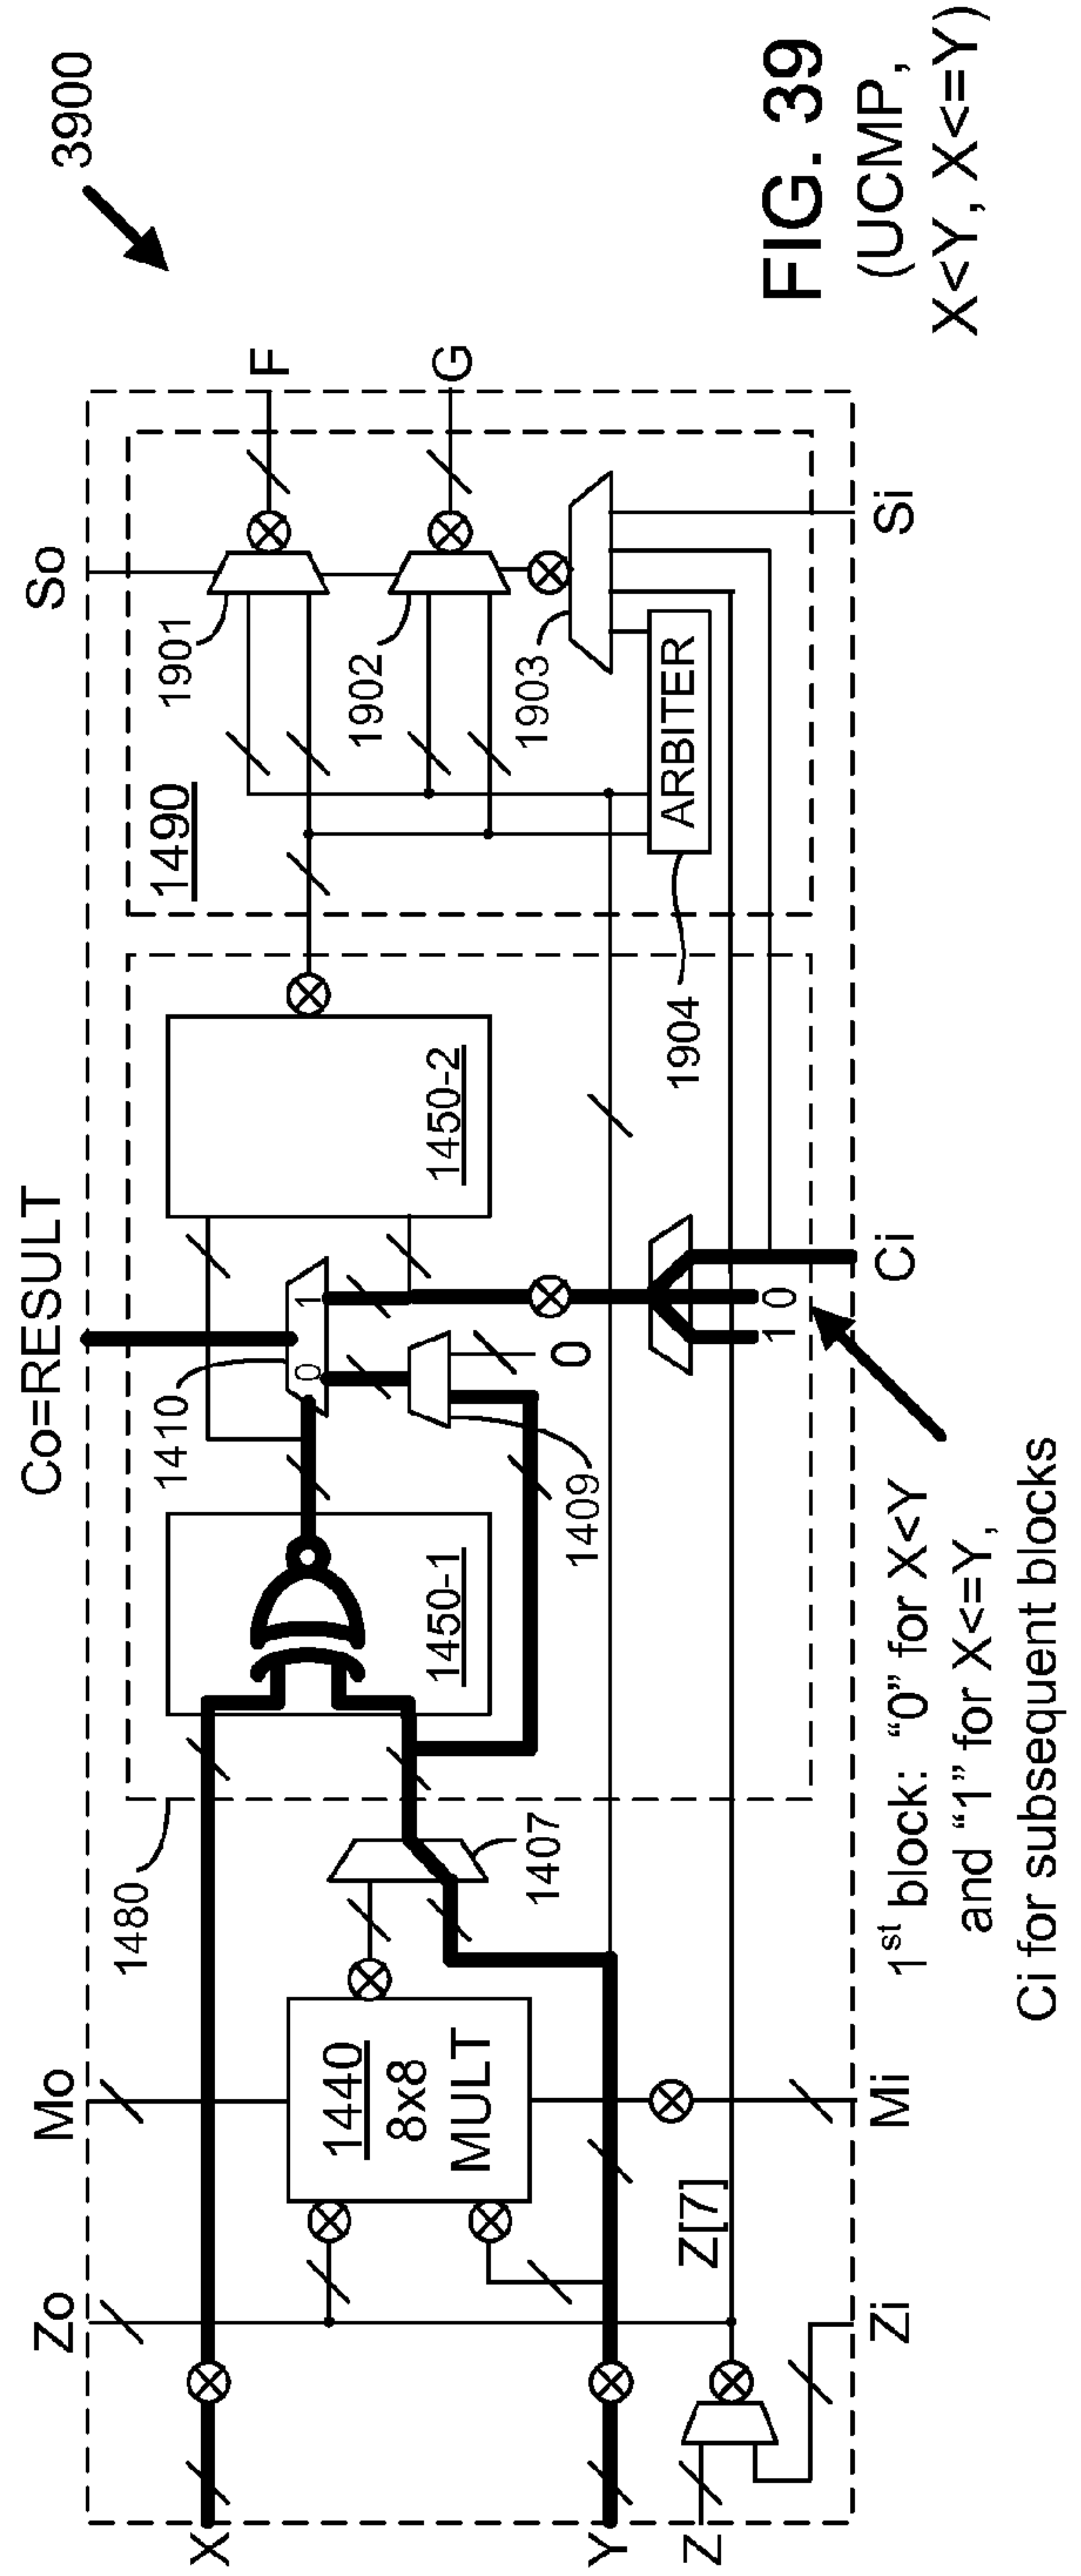 3900
So
Co=RESULT
Mo
Zo
F
G
1901
1902
1903
1490
ARBITER
1904
1450-2
1410
0
1
1409
0
1450-1
1480
1407
1440
8x8
MULT
Z[7]
X
Y
Z
1
0
Si
Ci
Mi
Zi
1st block: "0" for X<Y
and "1" for X<=Y,
Ci for subsequent blocks
FIG. 39
(UCMP,
X<Y, X<=Y)